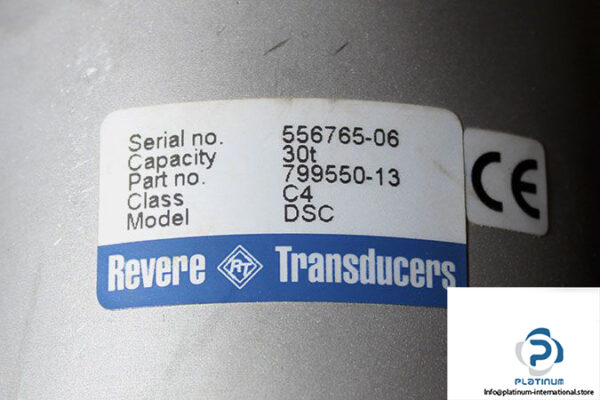 Serial no. 556765-06
Capacity 30t
Part no. 799550-13
Class C4
Model DSC
CE
Revere RT Transducers
PLATINUM
Info@platinum-international.store